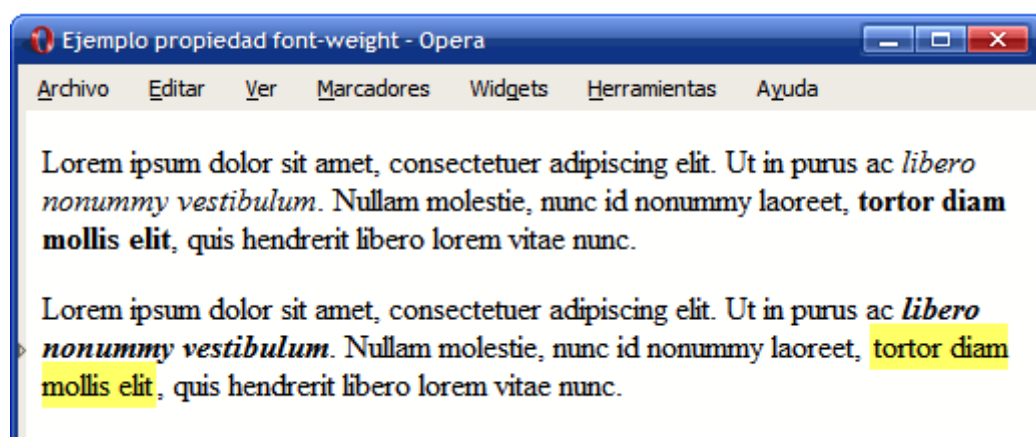 Ejemplo propiedad font-weight - Opera
Archivo Editar Ver Marcadores Widgets Herramientas Ayuda
Lorem ipsum dolor sit amet, consectetuer adipiscing elit. Ut in purus ac libero
nonummy vestibulum. Nullam molestie, nunc id nonummy laoreet, tortor diam
mollis elit, quis hendrerit libero lorem vitae nunc.
Lorem ipsum dolor sit amet, consectetuer adipiscing elit. Ut in purus ac libero
nonummy vestibulum. Nullam molestie, nunc id nonummy laoreet, tortor diam
mollis elit, quis hendrerit libero lorem vitae nunc.